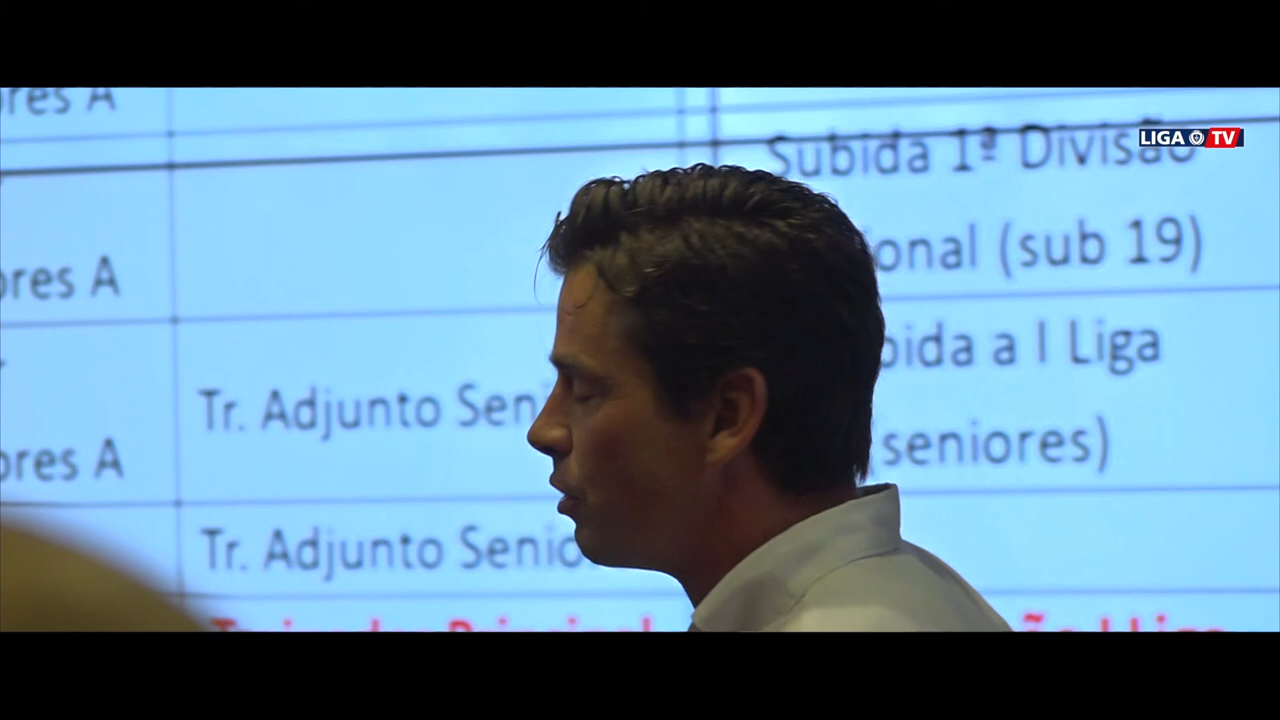 ores A
LIGA TV
Subida 1ª Divisão
onal (sub 19)
ores A
ida a I Liga
Tr. Adjunto Seni
seniores)
ores A
Tr. Adjunto Senio